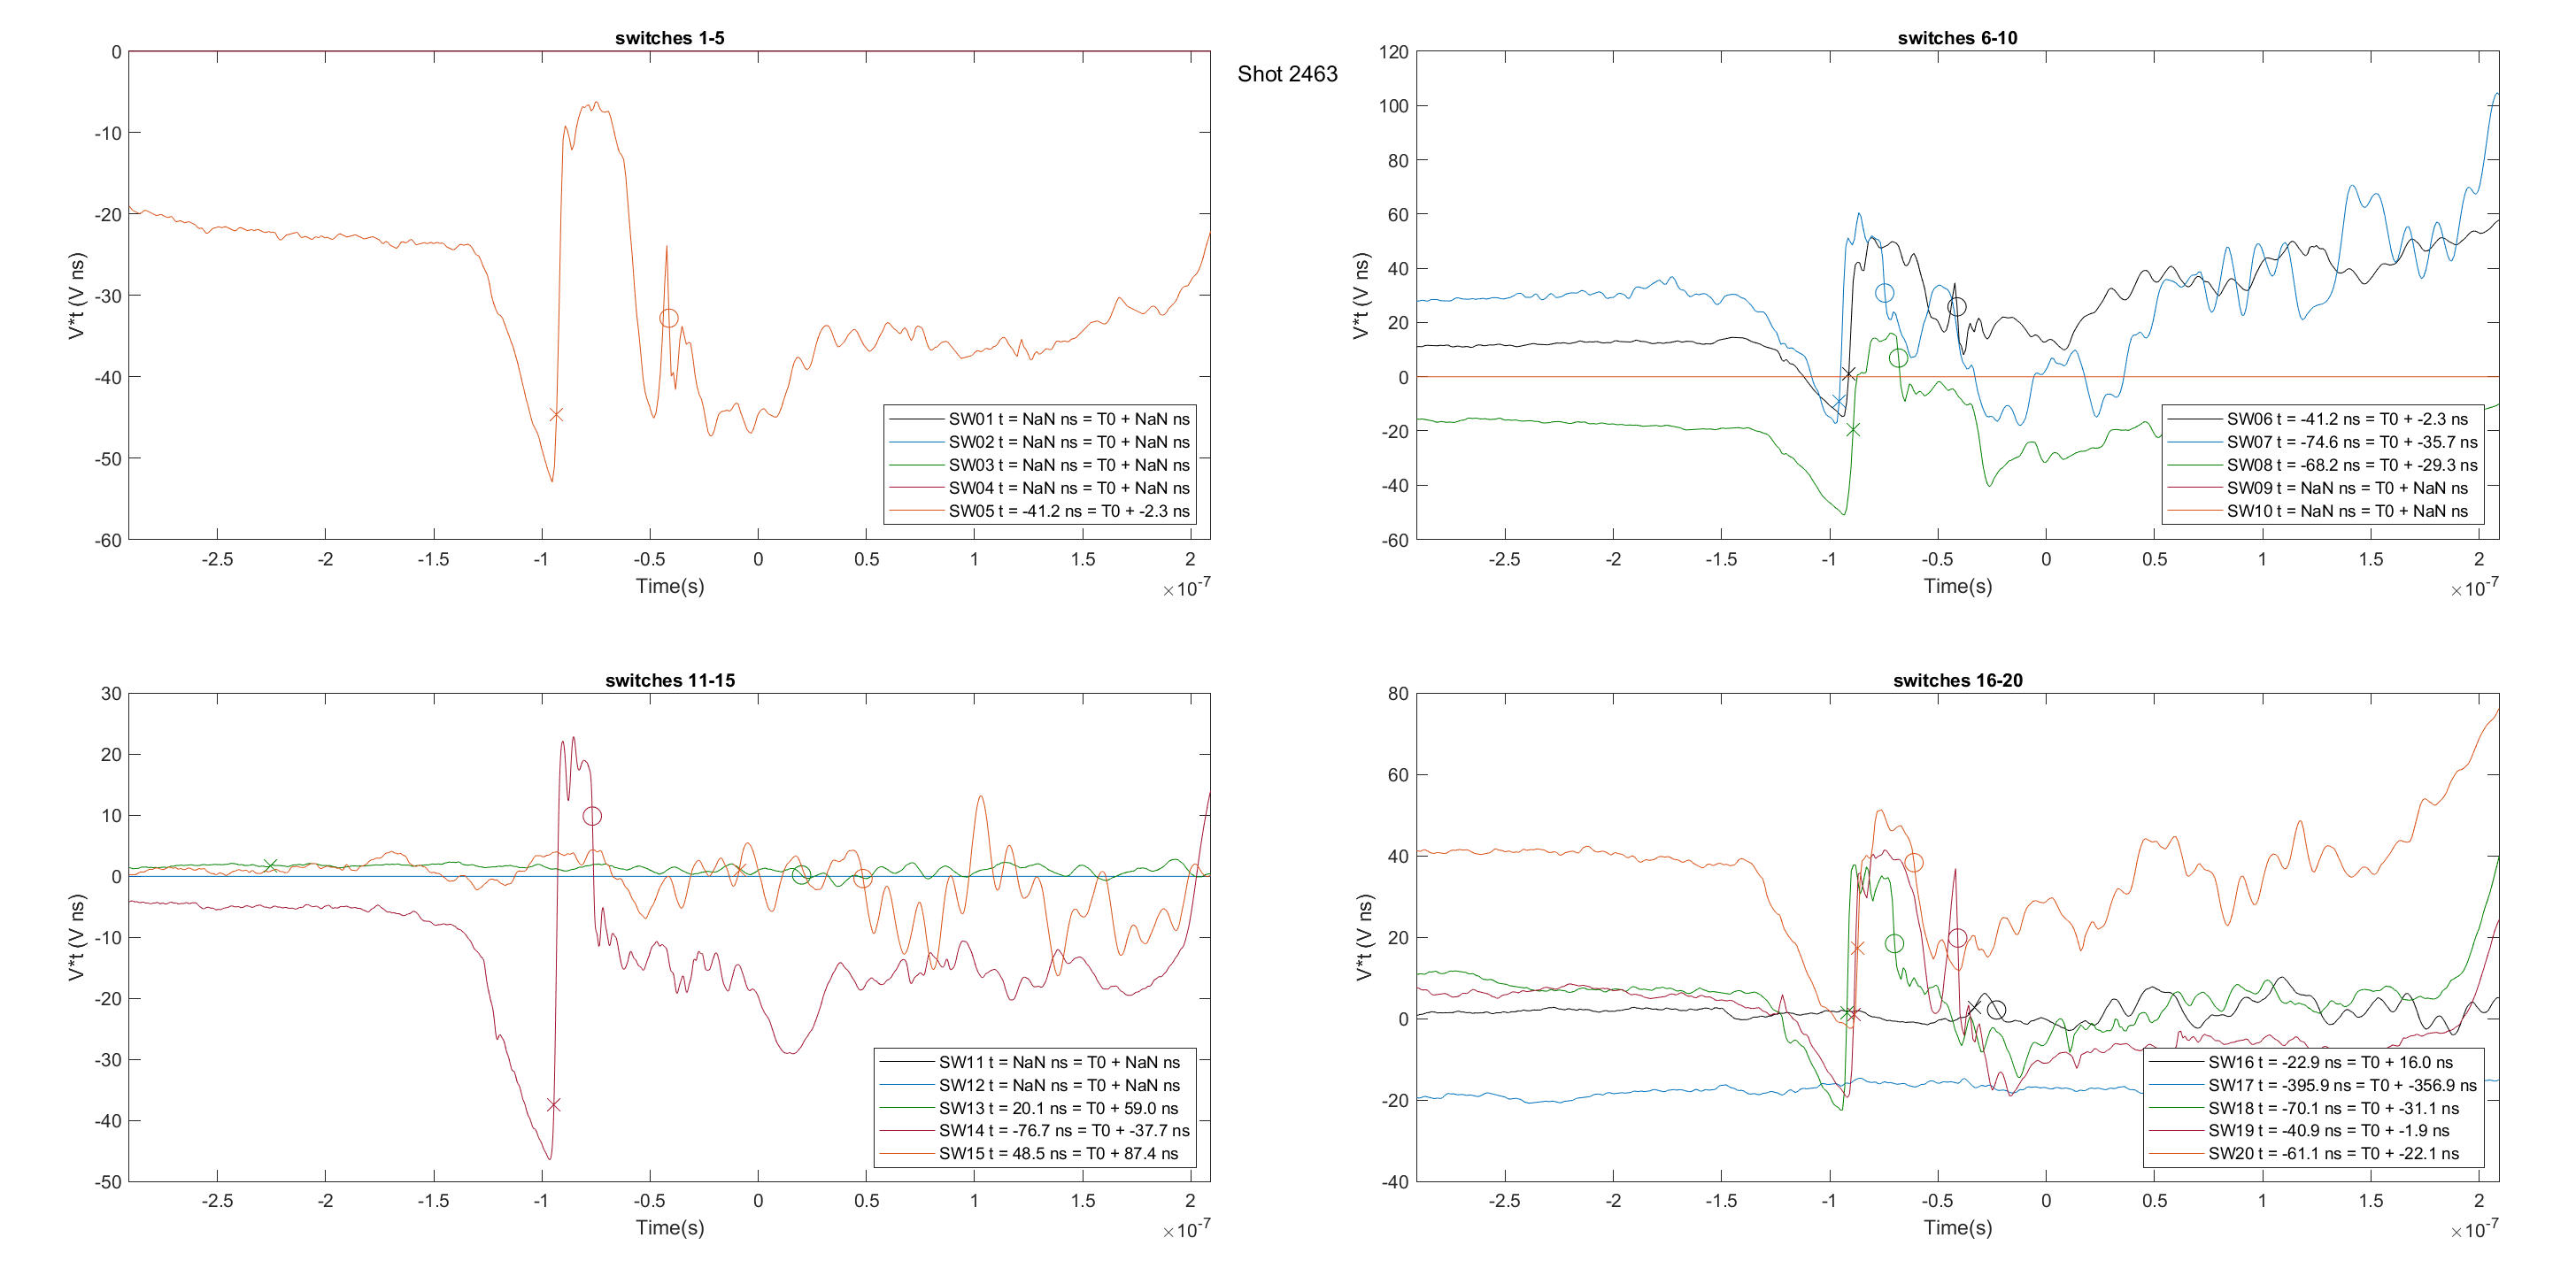 Shot 2463
switches 1-5
0
-10
-20
-30
-40
-50
-60
V*t (V ns)
-2.5 -2 -1.5 -1 -0.5 0 0.5 1 1.5 2
Time(s)
×10-7
SW01 t = NaN ns = T0 + NaN ns
SW02 t = NaN ns = T0 + NaN ns
SW03 t = NaN ns = T0 + NaN ns
SW04 t = NaN ns = T0 + NaN ns
SW05 t = -41.2 ns = T0 + -2.3 ns
switches 6-10
120
100
80
60
40
20
0
-20
-40
-60
V*t (V ns)
-2.5 -2 -1.5 -1 -0.5 0 0.5 1 1.5 2
Time(s)
×10-7
SW06 t = -41.2 ns = T0 + -2.3 ns
SW07 t = -74.6 ns = T0 + -35.7 ns
SW08 t = -68.2 ns = T0 + -29.3 ns
SW09 t = NaN ns = T0 + NaN ns
SW10 t = NaN ns = T0 + NaN ns
switches 11-15
30
20
10
0
-10
-20
-30
-40
-50
V*t (V ns)
-2.5 -2 -1.5 -1 -0.5 0 0.5 1 1.5 2
Time(s)
×10-7
SW11 t = NaN ns = T0 + NaN ns
SW12 t = NaN ns = T0 + NaN ns
SW13 t = 20.1 ns = T0 + 59.0 ns
SW14 t = -76.7 ns = T0 + -37.7 ns
SW15 t = 48.5 ns = T0 + 87.4 ns
switches 16-20
80
60
40
20
0
-20
-40
V*t (V ns)
-2.5 -2 -1.5 -1 -0.5 0 0.5 1 1.5 2
Time(s)
×10-7
SW16 t = -22.9 ns = T0 + 16.0 ns
SW17 t = -395.9 ns = T0 + -356.9 ns
SW18 t = -70.1 ns = T0 + -31.1 ns
SW19 t = -40.9 ns = T0 + -1.9 ns
SW20 t = -61.1 ns = T0 + -22.1 ns